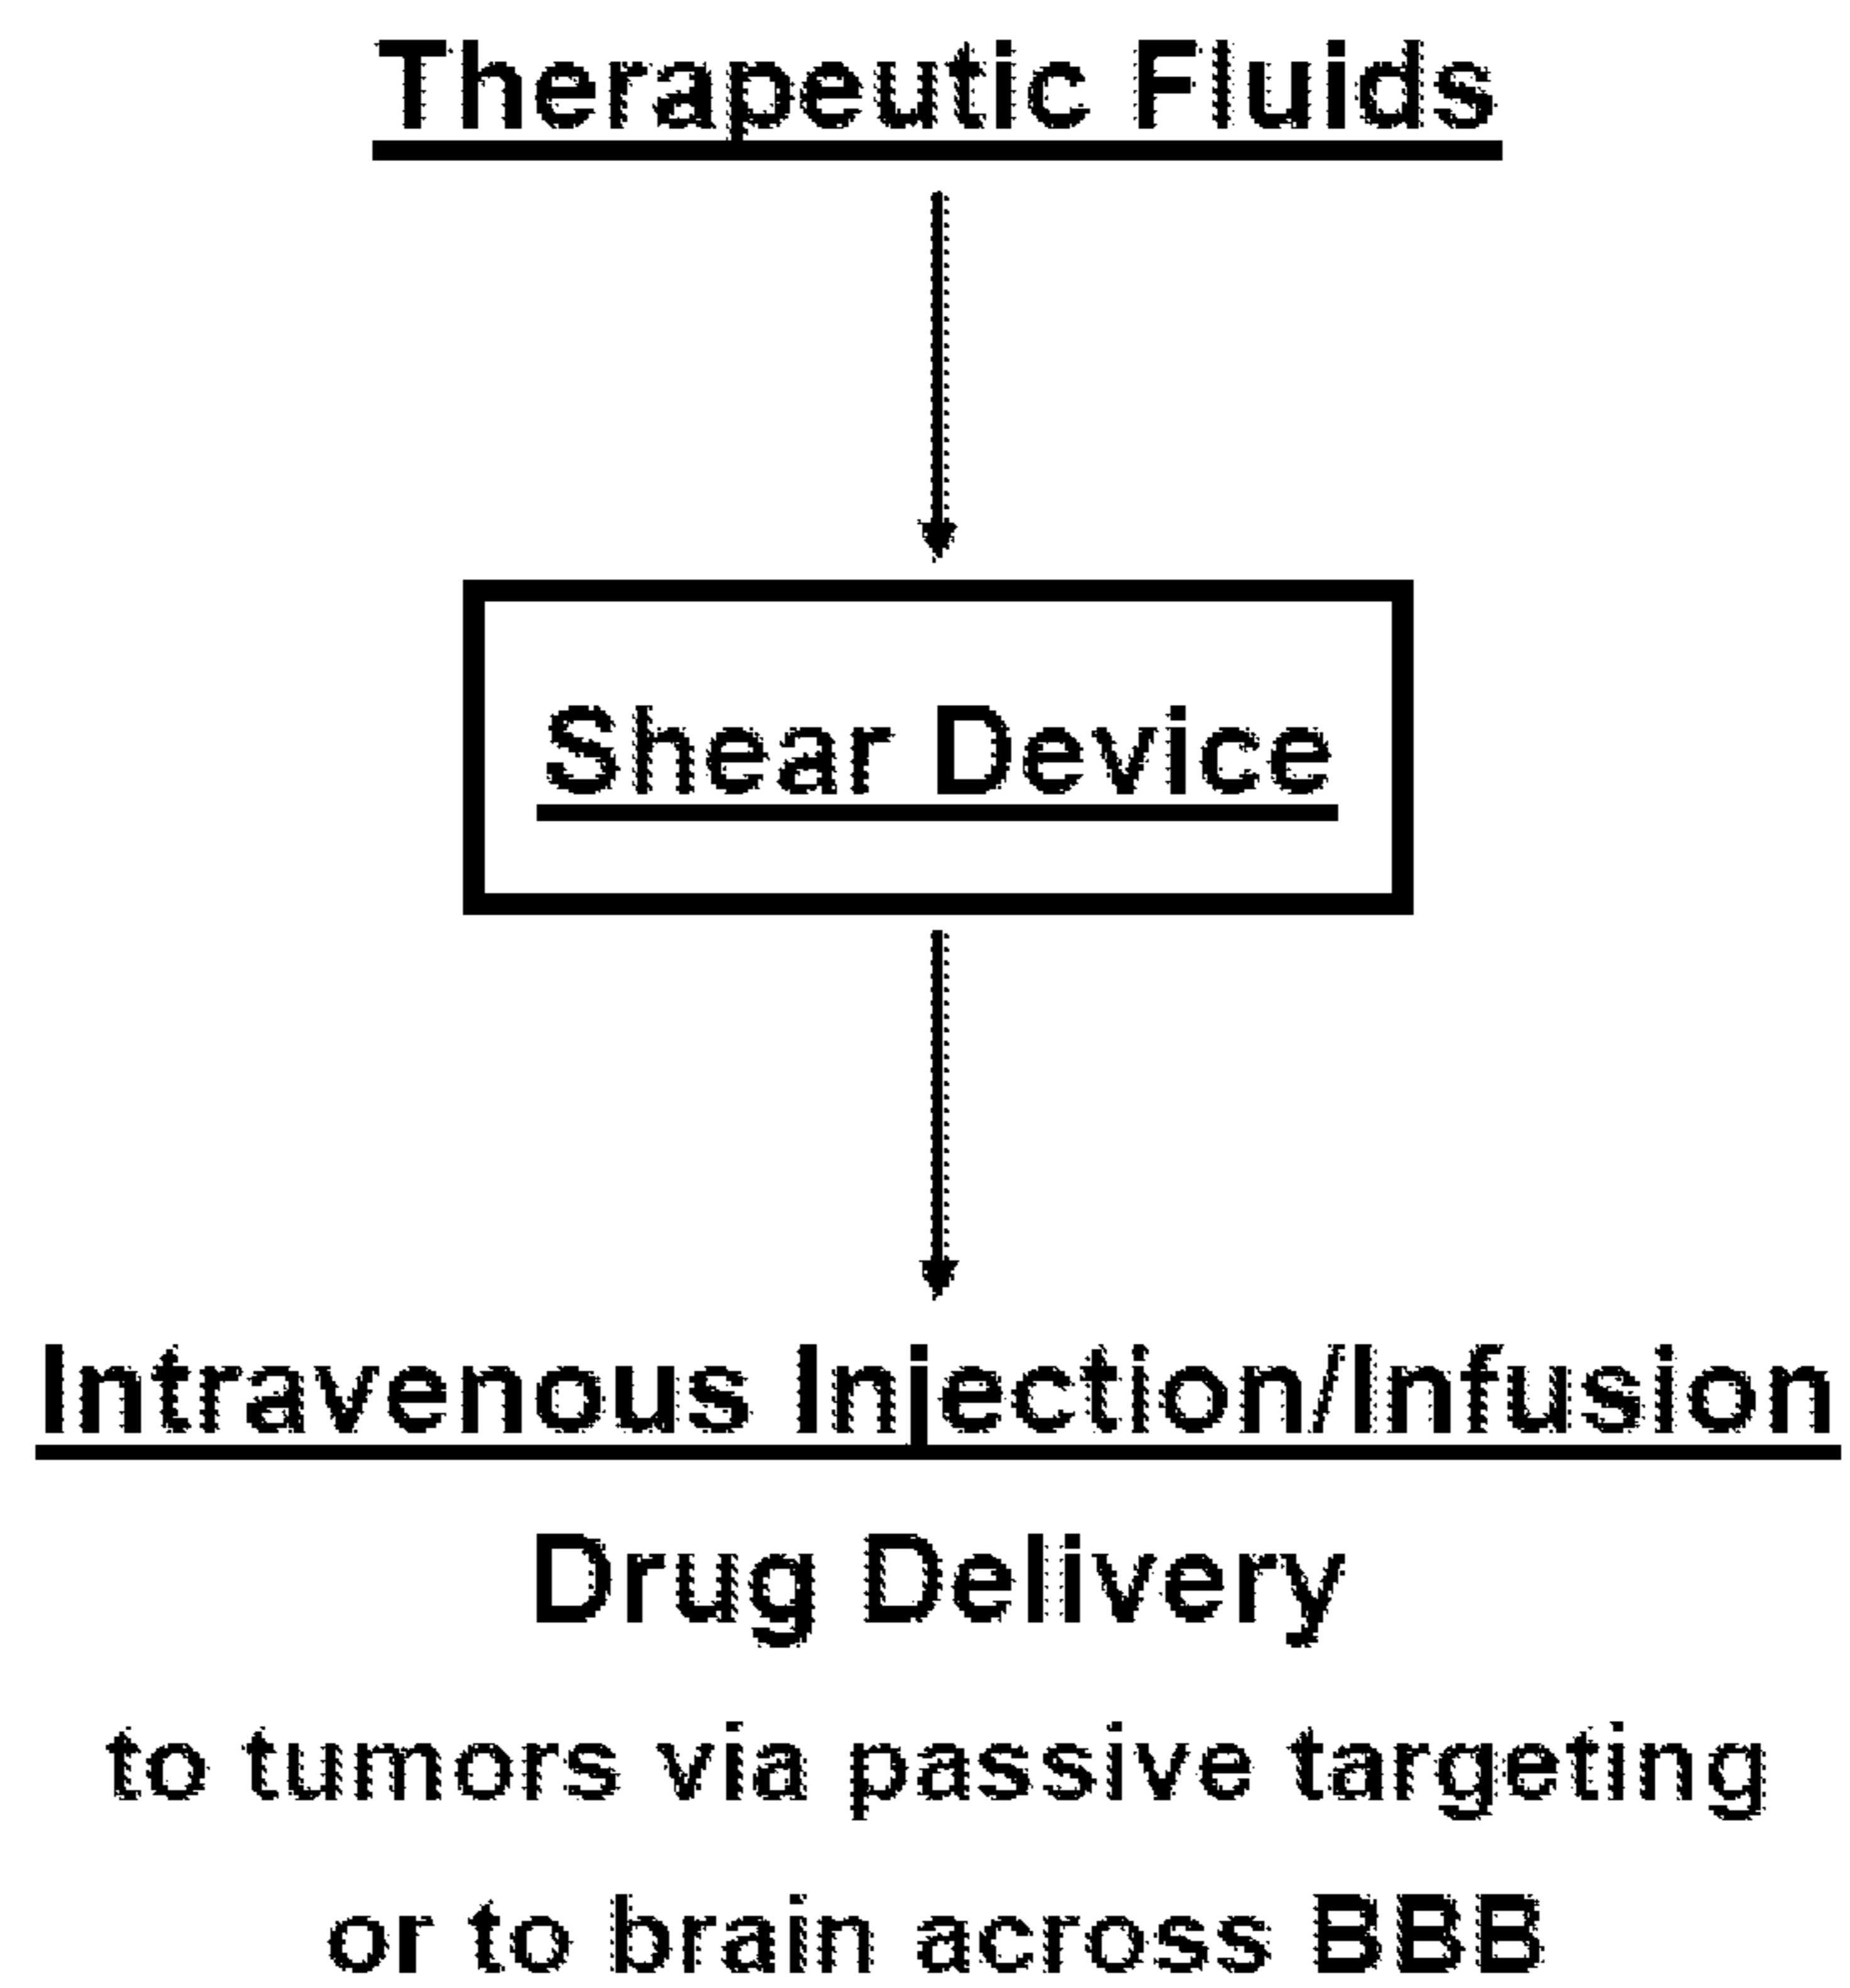 Therapeutic Fluids
Shear Device
Intravenous Injection/Infusion
Drug Delivery
to tumors via passive targeting
or to brain across BBB